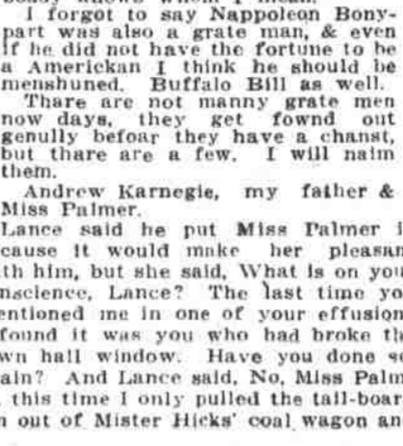 I forgot to say Nappoleon Bony-
part was also a grate man, & even
if he did not have the fortune to be
a Americkan I think he should be
menshuned. Buffalo Bill as well.
Thare are not manny grate men
now days, they get fownd out
genully befoar they have a chanst,
but thare are a few. I will naim
them.
Andrew Karnegie, my father &
Miss Palmer.
Lance said he put Miss Palmer i
cause it would make her pleasan
th him, but she said, What is on you
nscience, Lance? The last time yo
entioned me in one of your effusion
found it was you who had broke th
wn hall window. Have you done s
ain? And Lance said, No, Miss Palm
this time I only pulled the tail-boar
out of Mister Hicks' coal wagon an